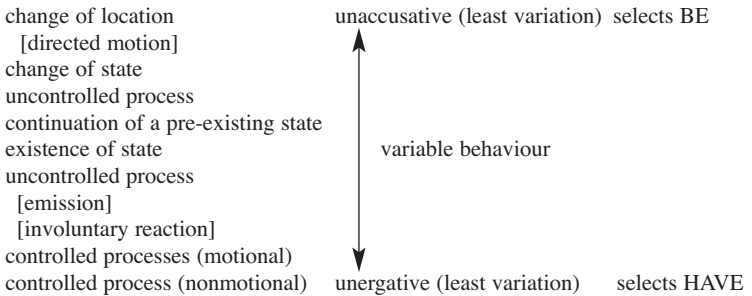 change of location unaccusative (least variation) selects BE
[directed motion]
change of state
uncontrolled process
continuation of a pre-existing state
existence of state variable behaviour
uncontrolled process
[emission]
[involuntary reaction]
controlled processes (motional)
controlled process (nonmotional) unergative (least variation) selects HAVE